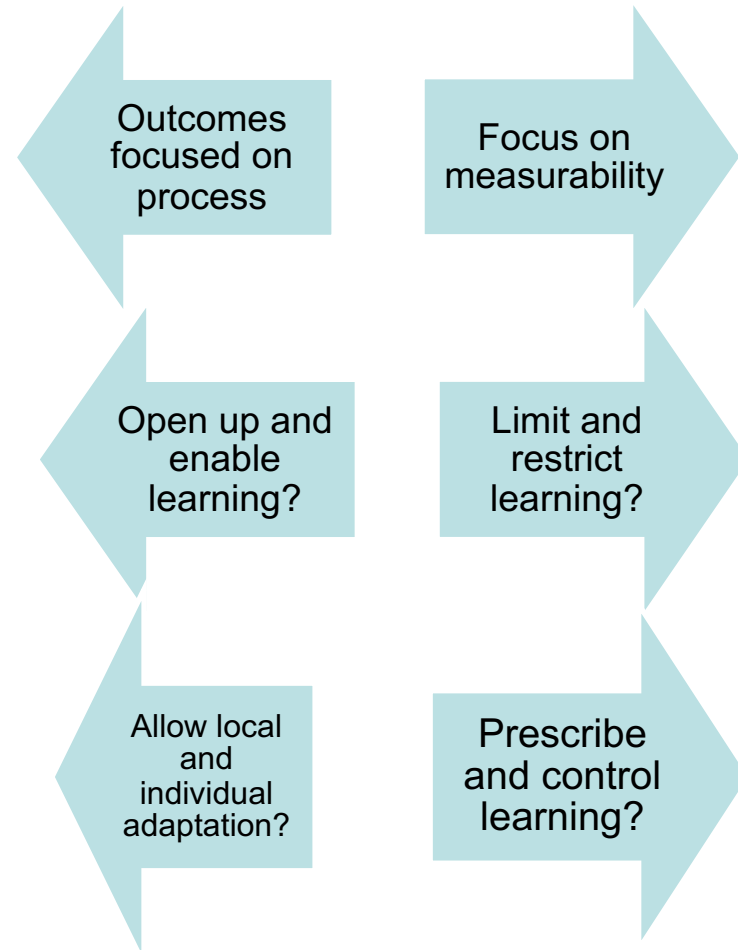 Outcomes
focused on
process
Focus on
measurability
Open up and
enable
learning?
Limit and
restrict
learning?
Allow local
and
individual
adaptation?
Prescribe
and control
learning?